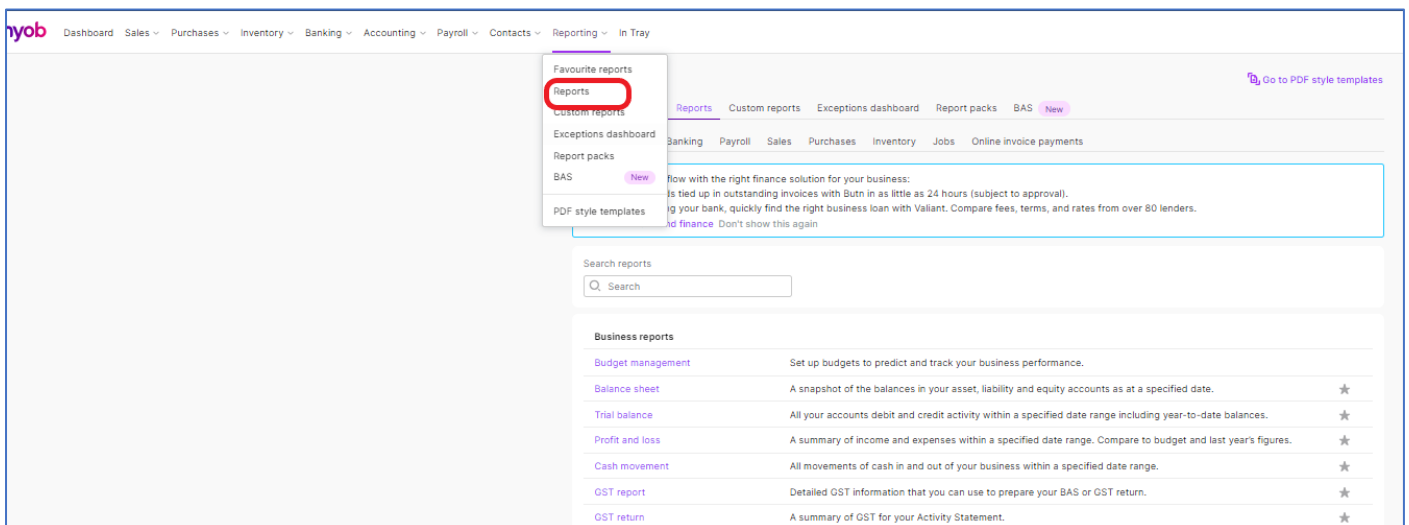 myob Dashboard Sales Purchases Inventory Banking Accounting Payroll Contacts Reporting In Tray
Favourite reports
Reports
Custom reports
Exceptions dashboard
Report packs
BAS New
PDF style templates
Go to PDF style templates
Reports Custom reports Exceptions dashboard Report packs BAS New
Banking Payroll Sales Purchases Inventory Jobs Online invoice payments
flow with the right finance solution for your business:
ls tied up in outstanding invoices with Butn in as little as 24 hours (subject to approval).
g your bank, quickly find the right business loan with Valiant. Compare fees, terms, and rates from over 80 lenders.
nd finance Don't show this again
Search reports
Search
Business reports
Budget management Set up budgets to predict and track your business performance.
Balance sheet A snapshot of the balances in your asset, liability and equity accounts as at a specified date.
Trial balance All your accounts debit and credit activity within a specified date range including year-to-date balances.
Profit and loss A summary of income and expenses within a specified date range. Compare to budget and last year's figures.
Cash movement All movements of cash in and out of your business within a specified date range.
GST report Detailed GST information that you can use to prepare your BAS or GST return.
GST return A summary of GST for your Activity Statement.